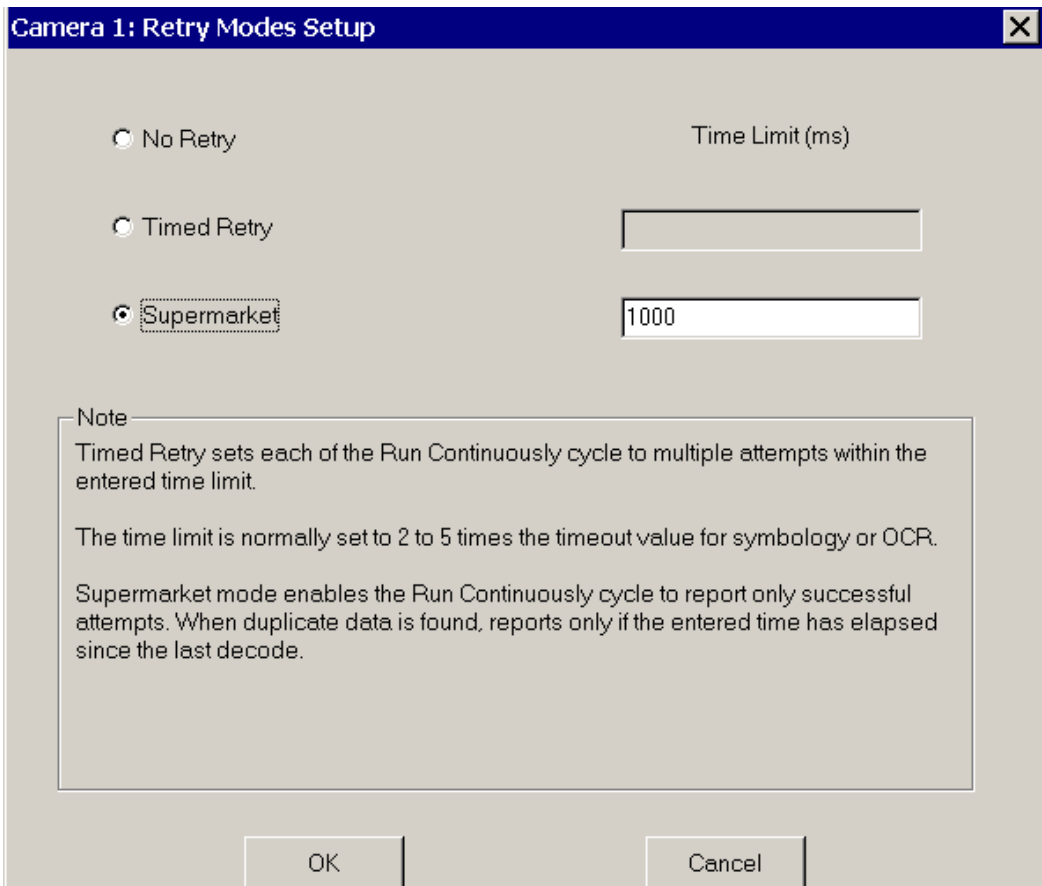 Camera 1: Retry Modes Setup
No Retry
Time Limit (ms)
Timed Retry
Supermarket
1000
Note
Timed Retry sets each of the Run Continuously cycle to multiple attempts within the
entered time limit.
The time limit is normally set to 2 to 5 times the timeout value for symbology or OCR.
Supermarket mode enables the Run Continuously cycle to report only successful
attempts. When duplicate data is found, reports only if the entered time has elapsed
since the last decode.
OK
Cancel